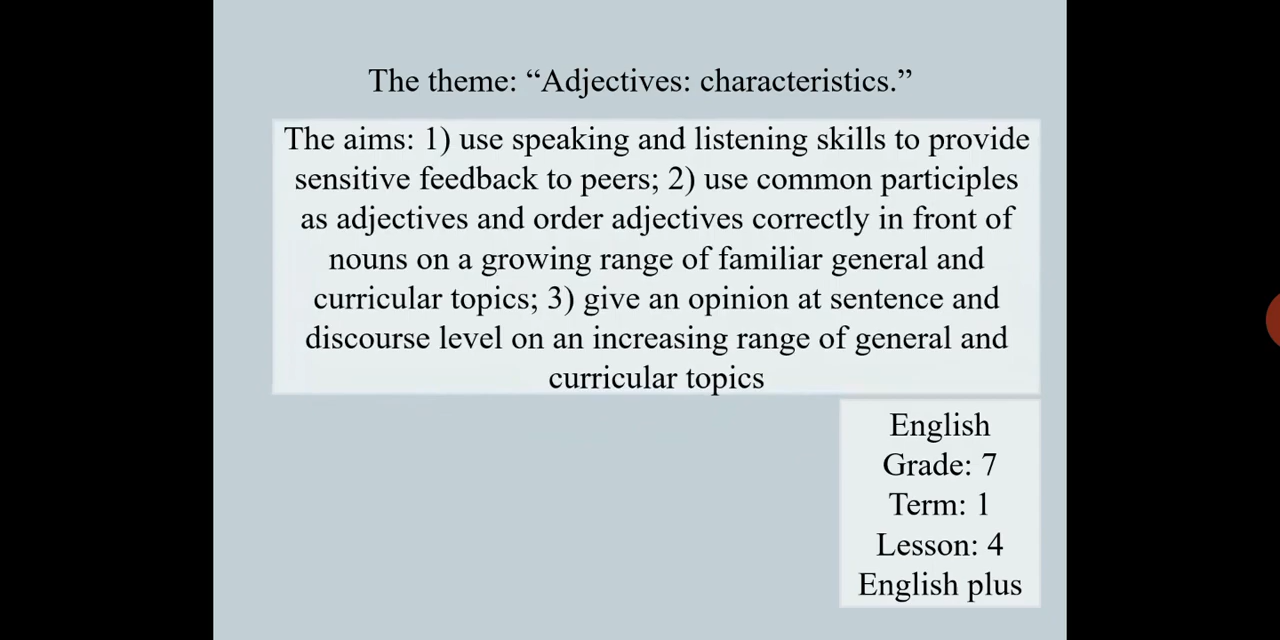 The theme: “Adjectives: characteristics.”
The aims: 1) use speaking and listening skills to provide
sensitive feedback to peers; 2) use common participles
as adjectives and order adjectives correctly in front of
nouns on a growing range of familiar general and
curricular topics; 3) give an opinion at sentence and
discourse level on an increasing range of general and
curricular topics
English
Grade: 7
Term: 1
Lesson: 4
English plus